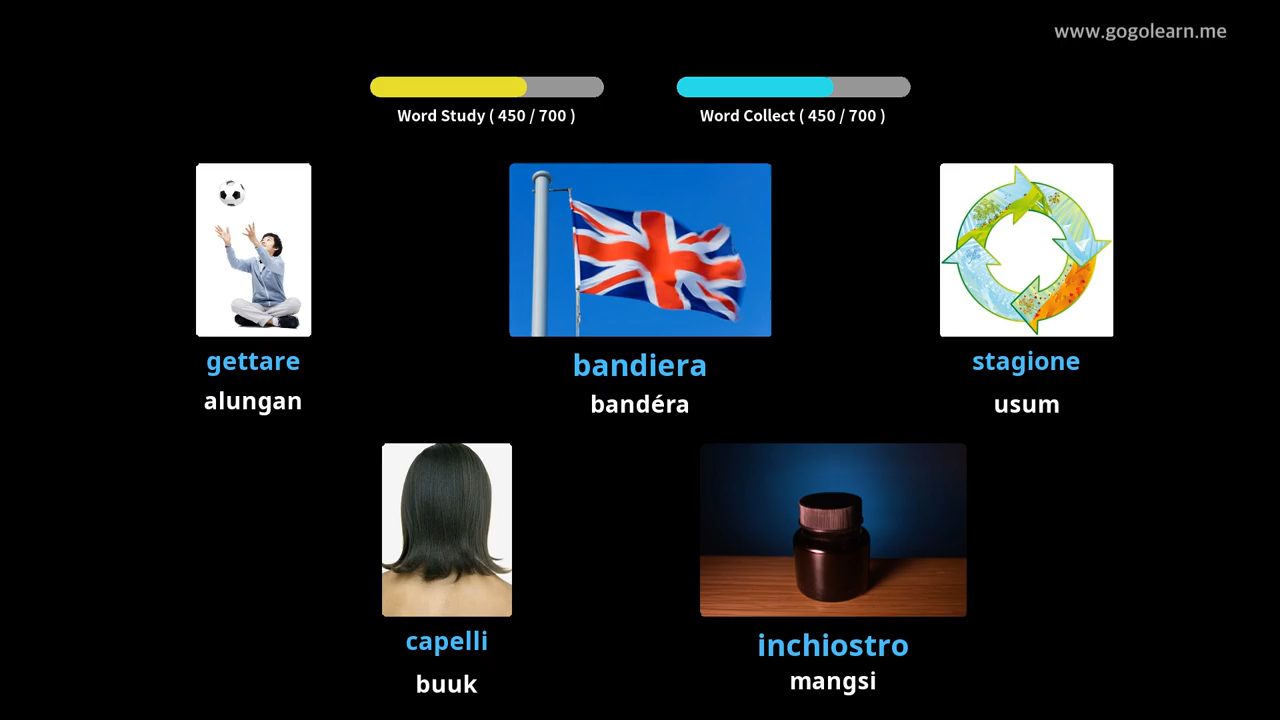 www.gogolearn.me
Word Study ( 450 / 700 )
Word Collect ( 450 / 700 )
gettare
alungan
bandiera
bandéra
stagione
usum
capelli
buuk
inchiostro
mangsi